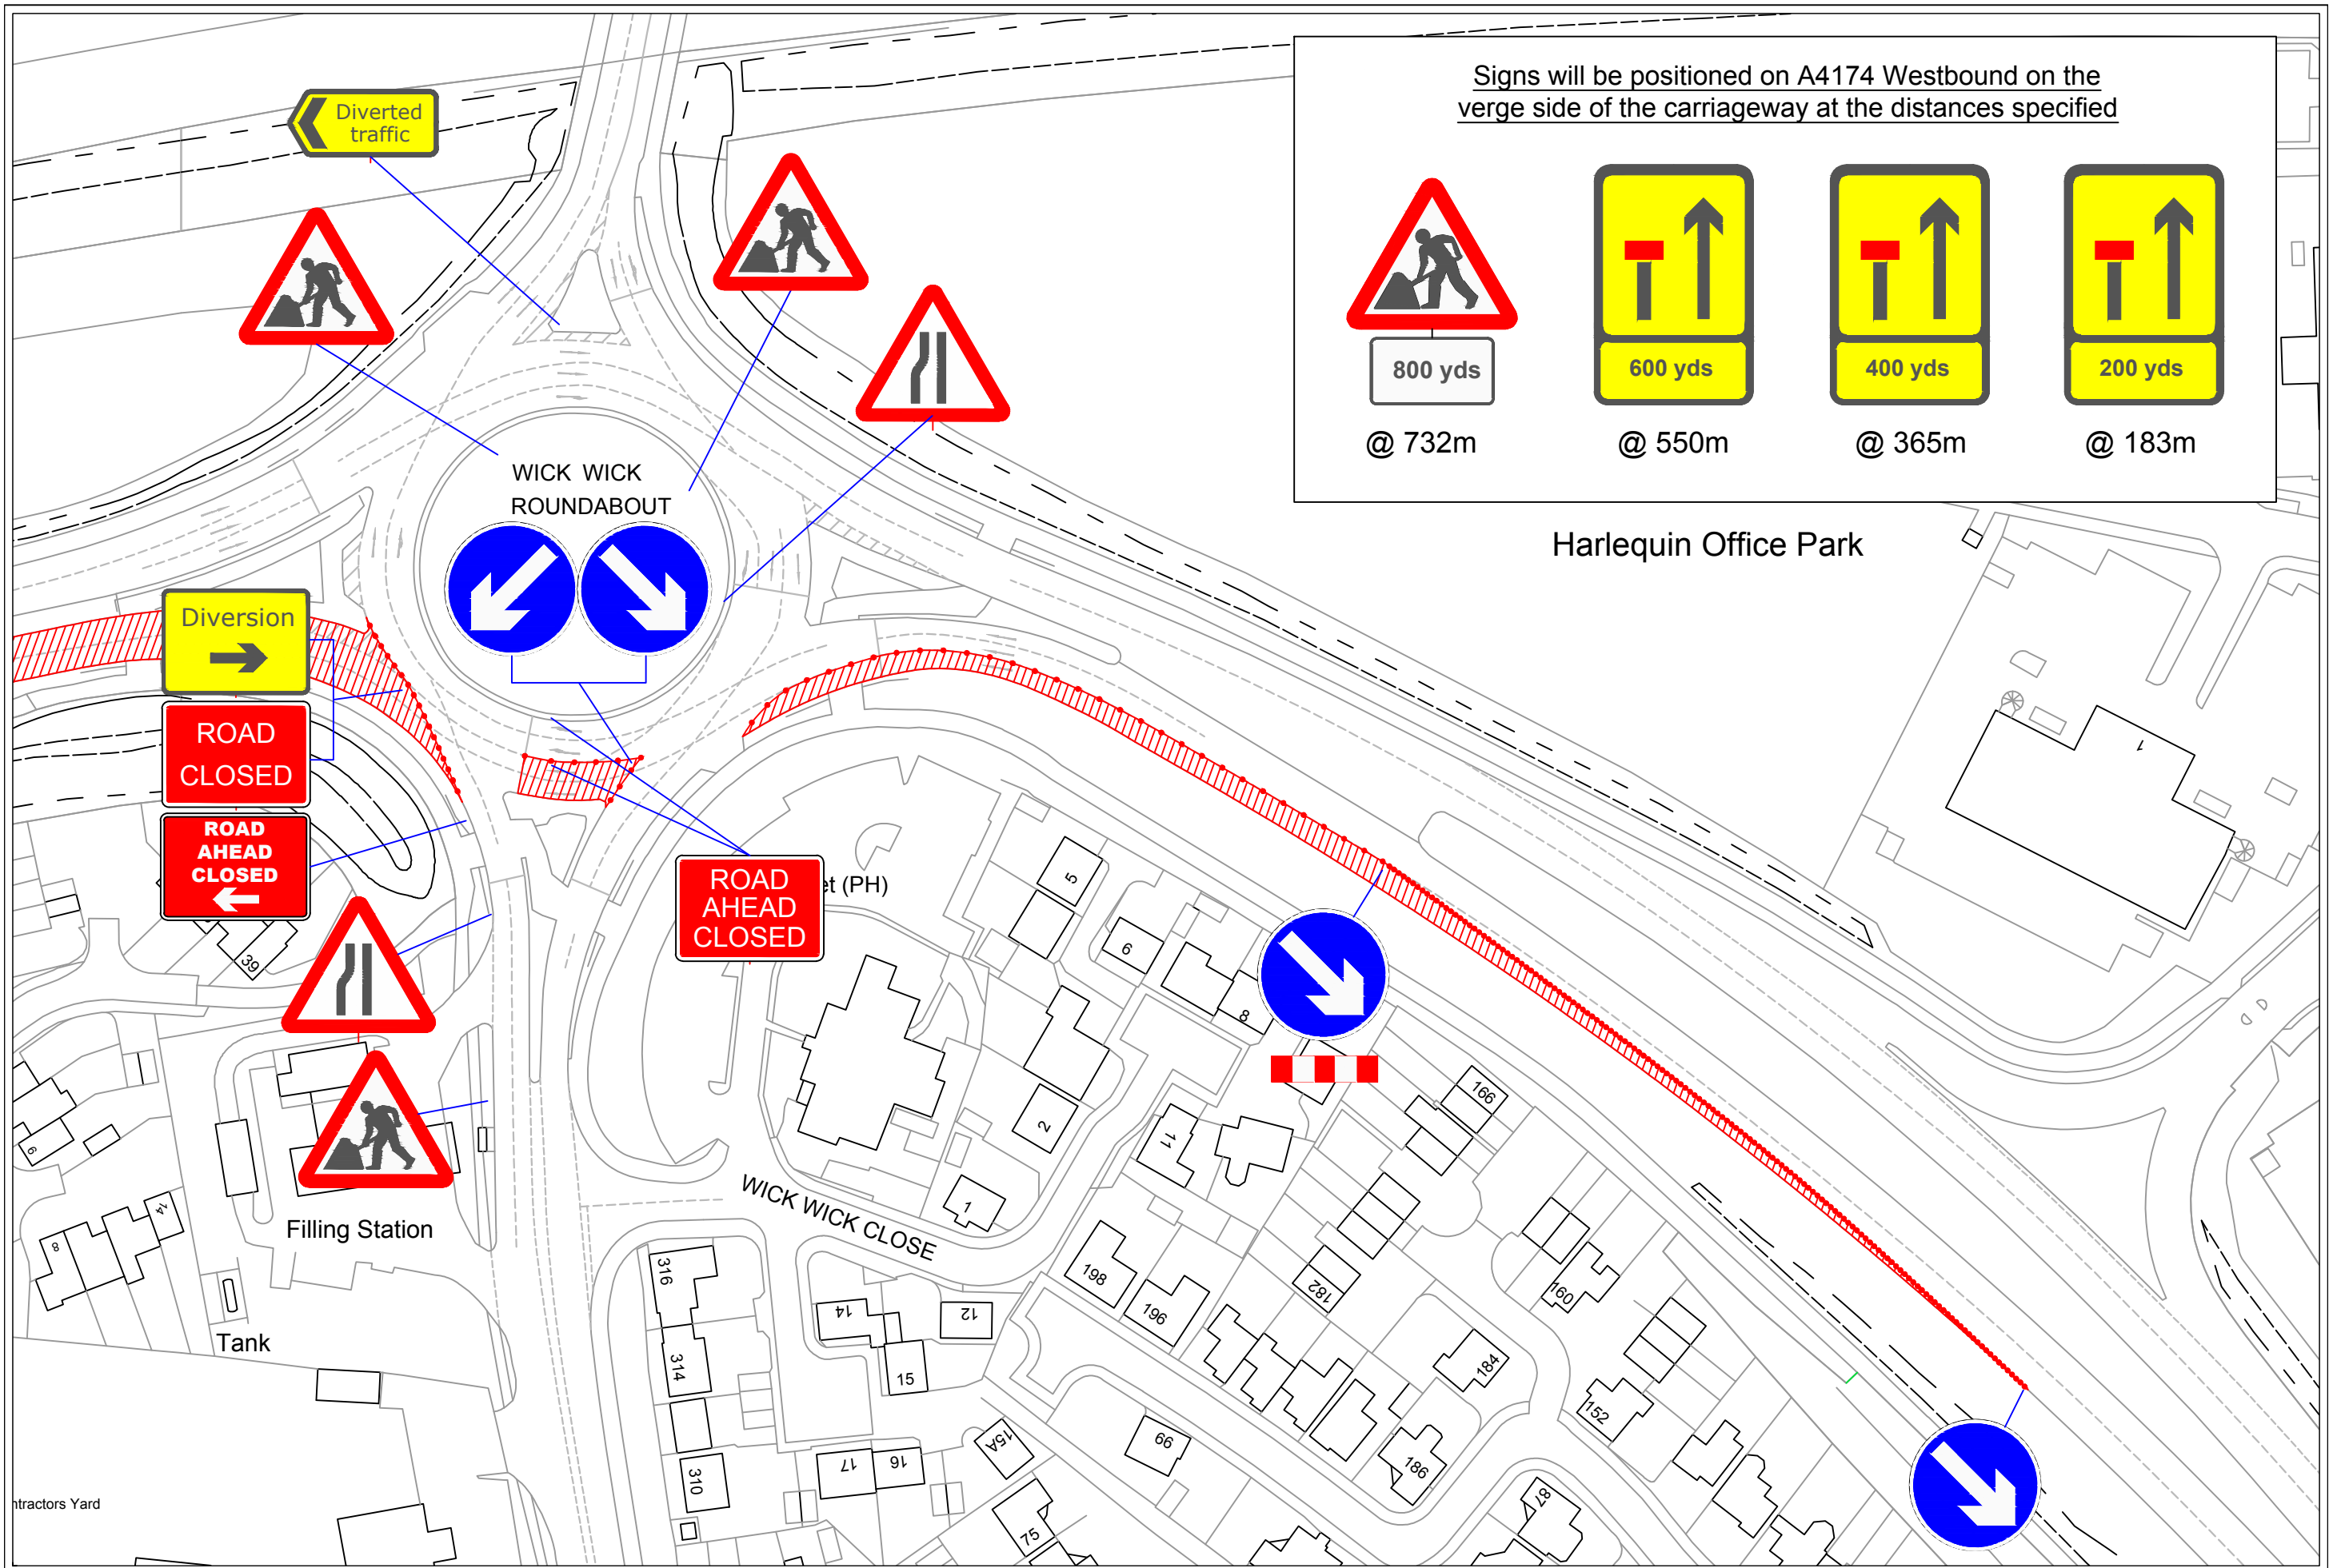 Signs will be positioned on A4174 Westbound on the
verge side of the carriageway at the distances specified
800 yds
600 yds
400 yds
200 yds
@ 732m
@ 550m
@ 365m
@ 183m
Diverted
traffic
WICK WICK
ROUNDABOUT
Harlequin Office Park
Diversion
ROAD
CLOSED
ROAD
AHEAD
CLOSED
ROAD
AHEAD
CLOSED
et (PH)
1
5
6
8
39
2
166
11
1
WICK WICK CLOSE
6
14
8
Filling Station
Tank
316
314
310
14
12
15
17
16
15A
75
198
196
182
160
184
186
152
99
87
ntractors Yard